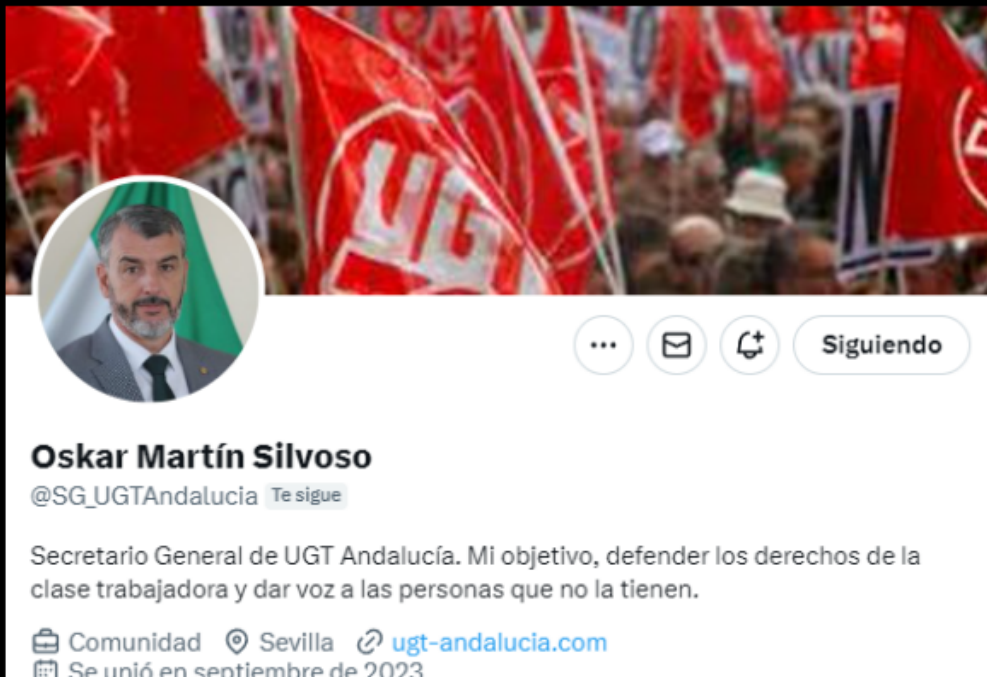 UG
N
Siguiendo
Oskar Martín Silvoso
@SG_UGTAndalucia Te sigue
Secretario General de UGT Andalucía. Mi objetivo, defender los derechos de la
clase trabajadora y dar voz a las personas que no la tienen.
Comunidad Sevilla ugt-andalucia.com
Se unió en septiembre de 2023